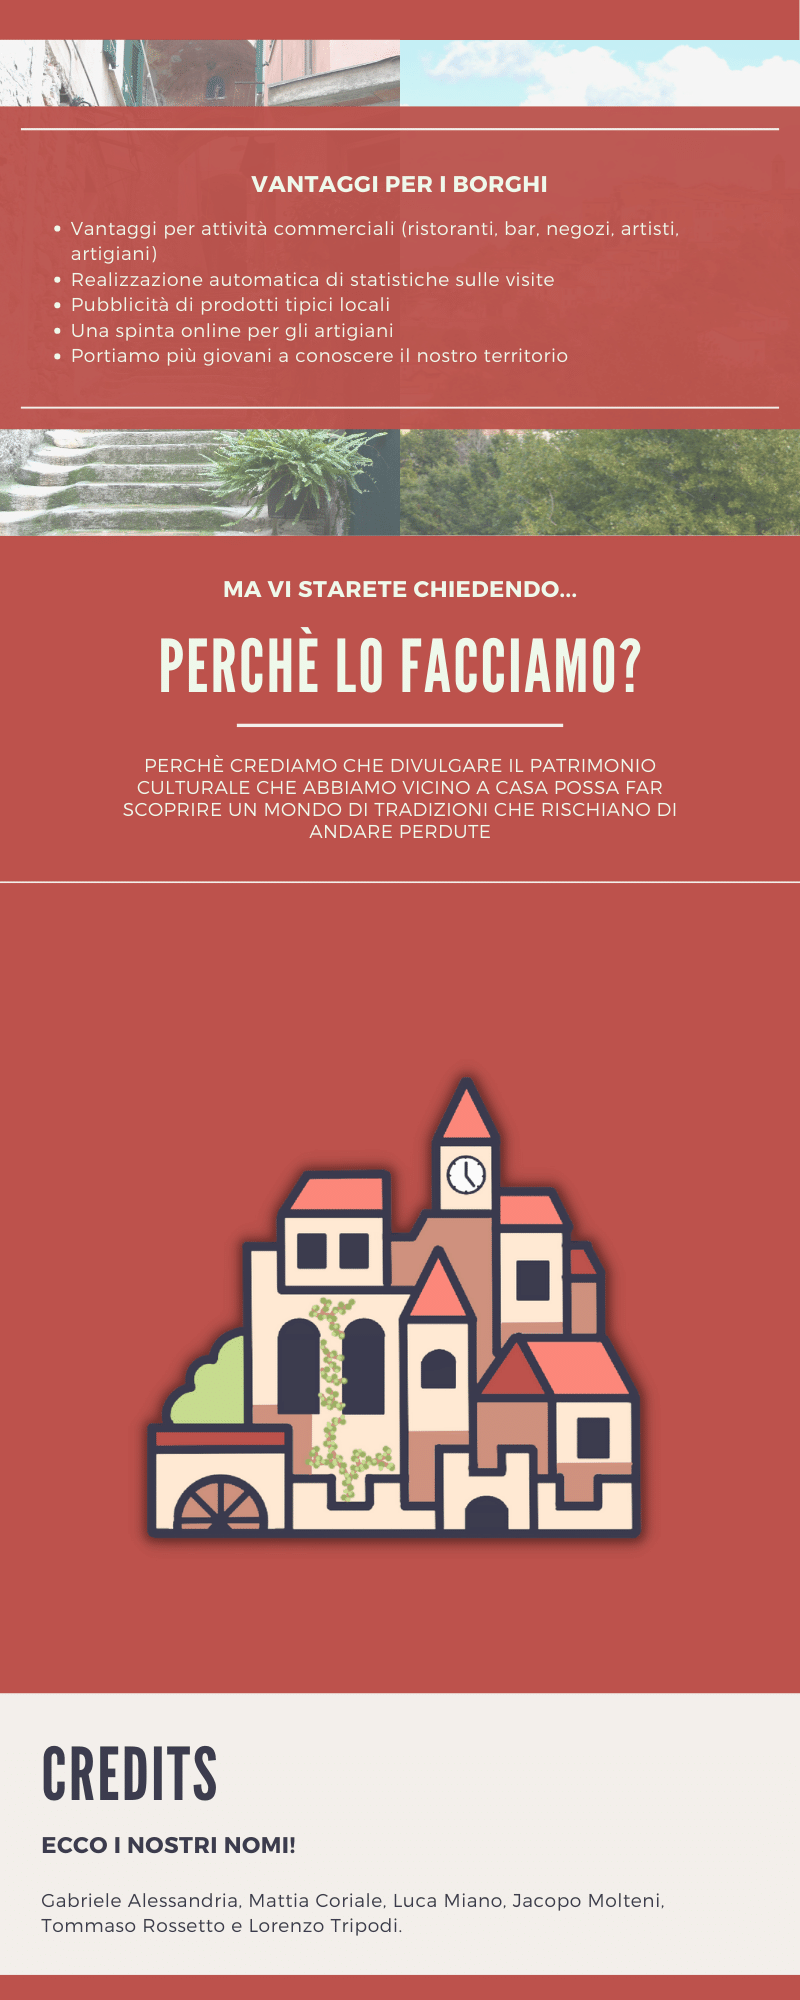 VANTAGGI PER I BORGHI
• Vantaggi per attività commerciali (ristoranti, bar, negozi, artisti,
artigiani)
• Realizzazione automatica di statistiche sulle visite
• Pubblicità di prodotti tipici locali
• Una spinta online per gli artigiani
• Portiamo più giovani a conoscere il nostro territorio
MA VI STARETE CHIEDENDO...
PERCHÈ LO FACCIAMO?
PERCHÈ CREDIAMO CHE DIVULGARE IL PATRIMONIO
CULTURALE CHE ABBIAMO VICINO A CASA POSSA FAR
SCOPRIRE UN MONDO DI TRADIZIONI CHE RISCHIANO DI
ANDARE PERDUTE
CREDITS
ECCO I NOSTRI NOMI!
Gabriele Alessandria, Mattia Coriale, Luca Miano, Jacopo Molteni,
Tommaso Rossetto e Lorenzo Tripodi.